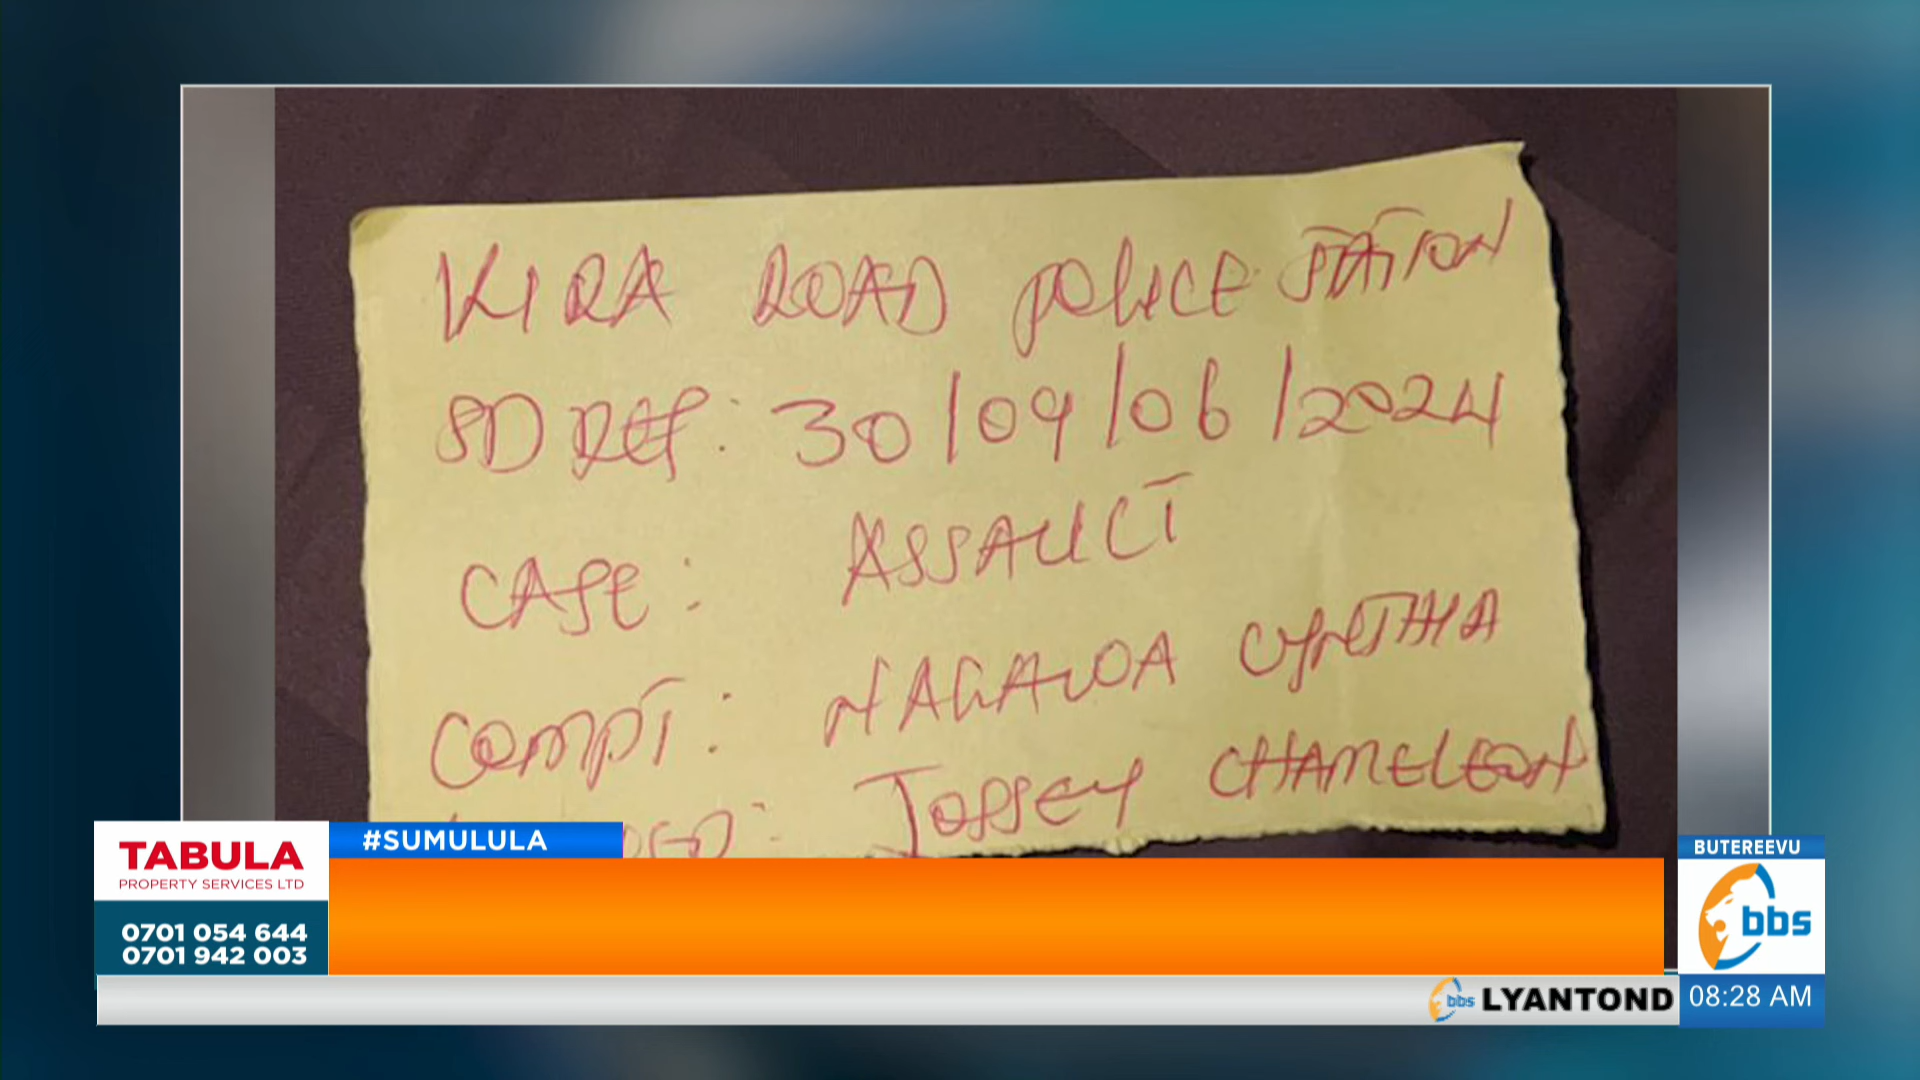 KIRA ROAD POLICE STATION
SD REF: 30/09/06/2024
CASE: ASSAULT
COMPT: NAGAWOA CYNTHIA
JOSSEY CHAMELEON
TABULA
PROPERTY SERVICES LTD
0701 054 644
0701 942 003
#SUMULULA
BUTEREEVU
bbs
bbs LYANTOND
08:28 AM